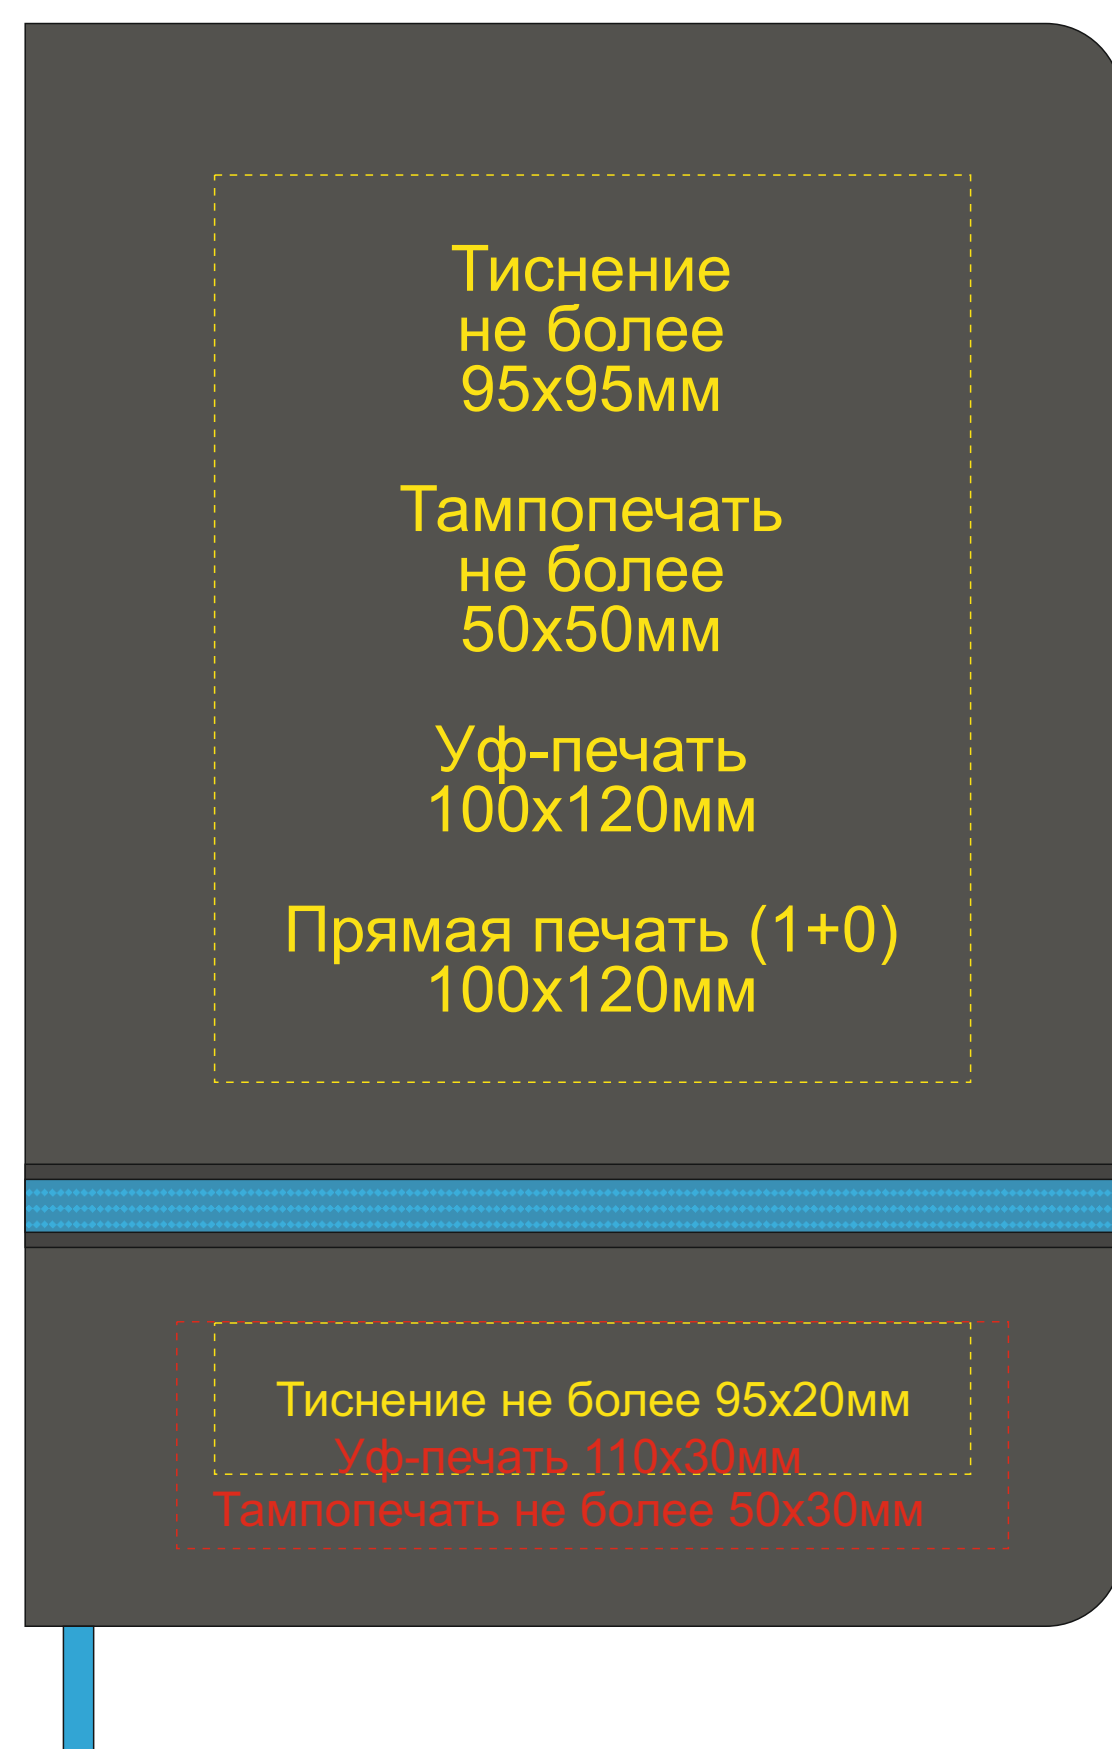 Тиснение
не более
95х95мм
Тампопечать
не более
50х50мм
Уф-печать
100х120мм
Прямая печать (1+0)
100х120мм
Тиснение не более 95х20мм
Уф-печать 110х30мм
Тампопечать не более 50х30мм